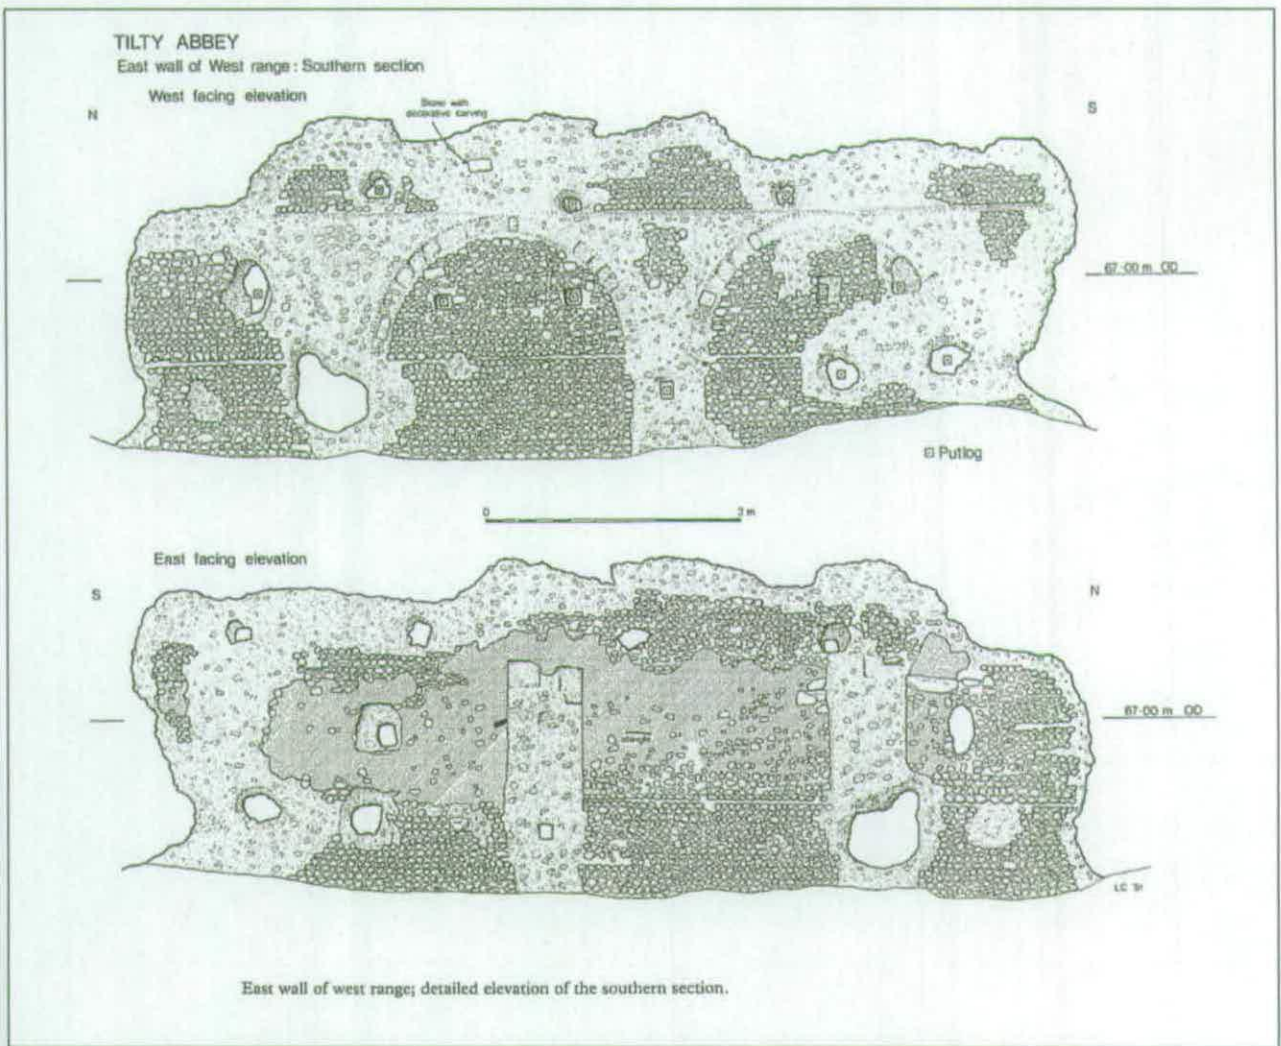 TILTY ABBEY
East wall of West range : Southern section
West facing elevation
N
Stone with
decorative carving
S
67·00 m OD
Putlog
0
East facing elevation
S
N
67·00 m OD
East wall of west range; detailed elevation of the southern section.